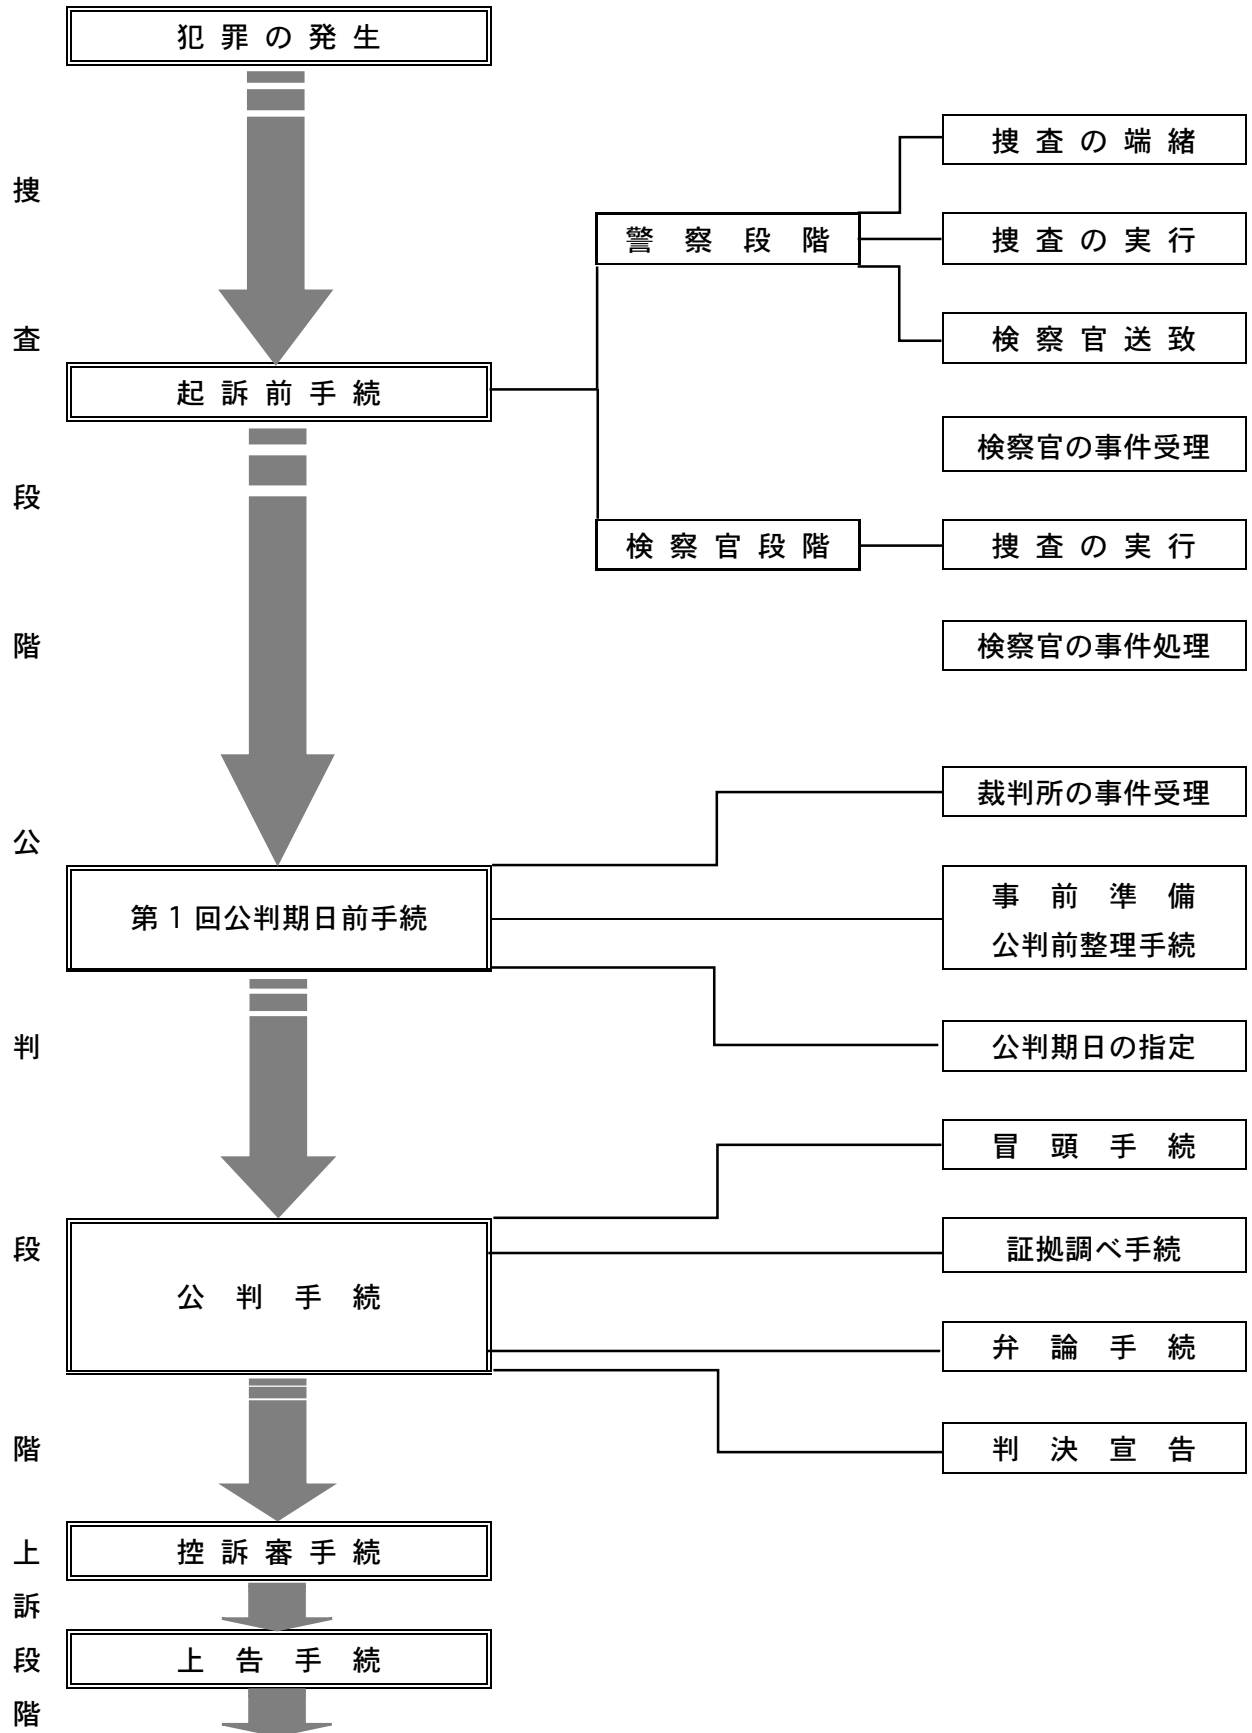 犯罪の発生
捜査の端緒
捜査段階
警察段階
捜査の実行
検察官送致
起訴前手続
検察官の事件受理
検察官段階
捜査の実行
検察官の事件処理
裁判所の事件受理
公判段階
第1回公判期日前手続
事前準備
公判前整理手続
公判期日の指定
冒頭手続
証拠調べ手続
公判手続
弁論手続
判決宣告
上訴段階
控訴審手続
上告手続